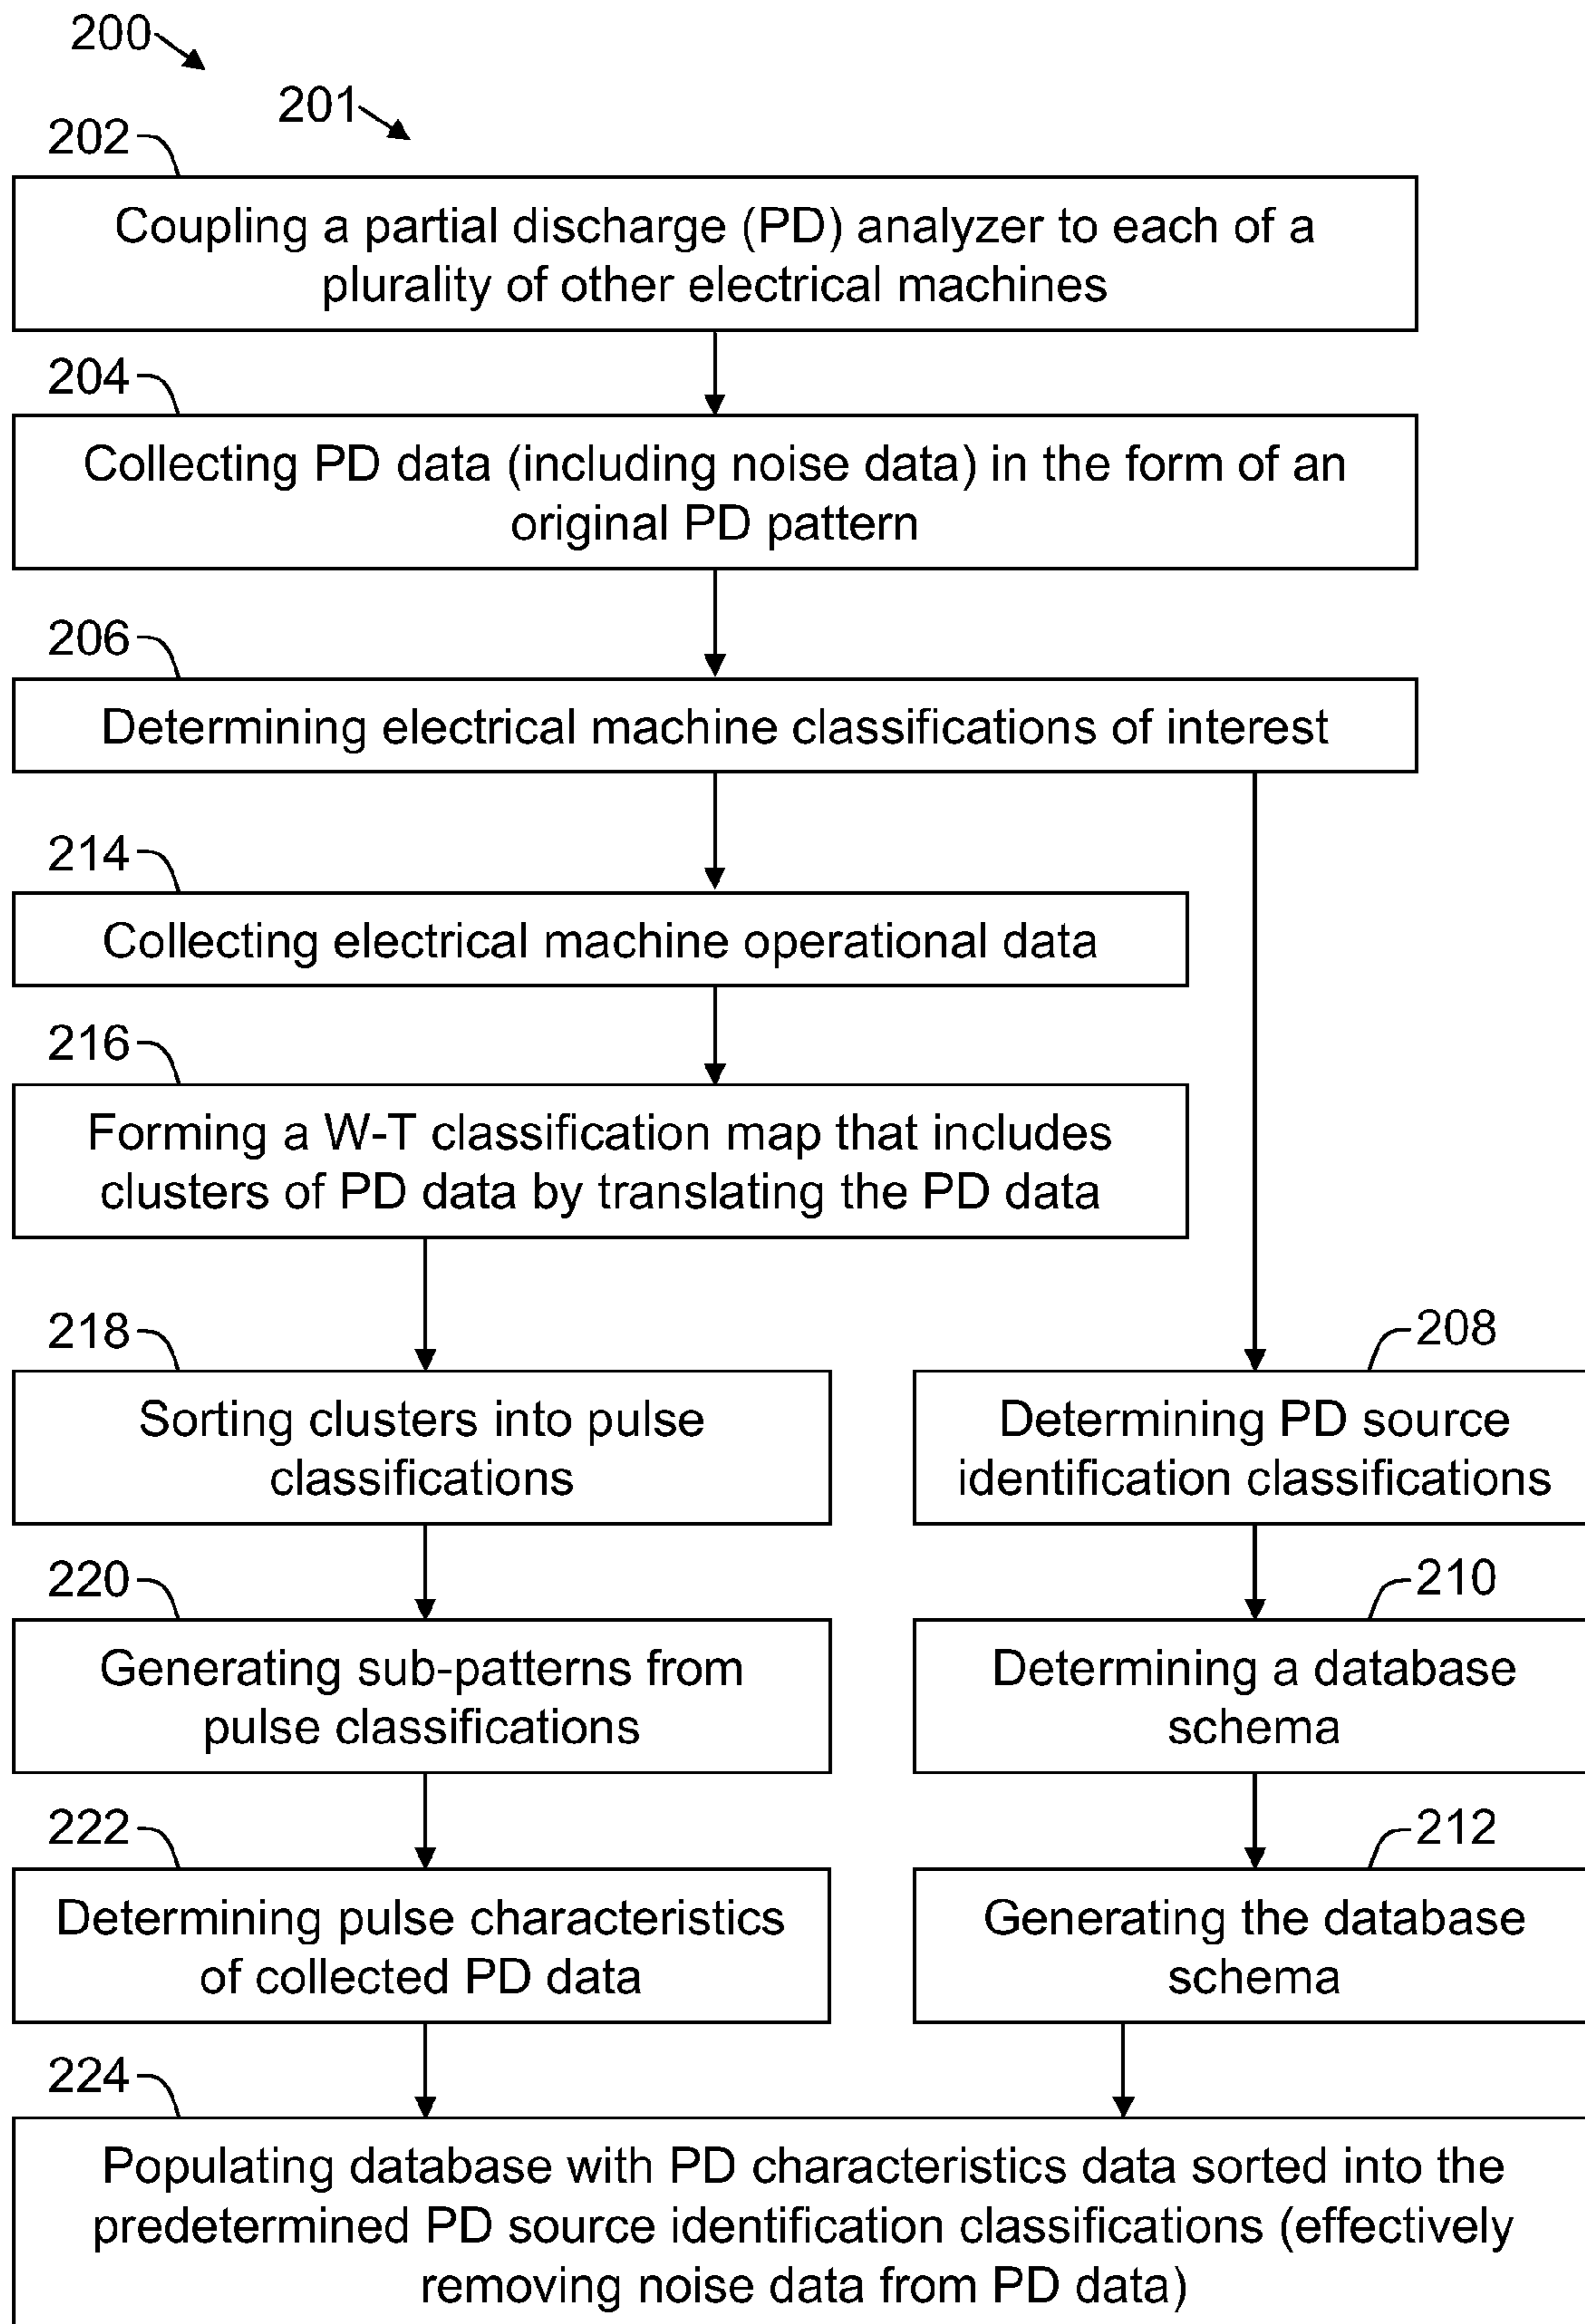 200
201
202
Coupling a partial discharge (PD) analyzer to each of a
plurality of other electrical machines
204
Collecting PD data (including noise data) in the form of an
original PD pattern
206
Determining electrical machine classifications of interest
214
Collecting electrical machine operational data
216
Forming a W-T classification map that includes
clusters of PD data by translating the PD data
218
Sorting clusters into pulse
classifications
208
Determining PD source
identification classifications
220
Generating sub-patterns from
pulse classifications
210
Determining a database
schema
222
Determining pulse characteristics
of collected PD data
212
Generating the database
schema
224
Populating database with PD characteristics data sorted into the
predetermined PD source identification classifications (effectively
removing noise data from PD data)